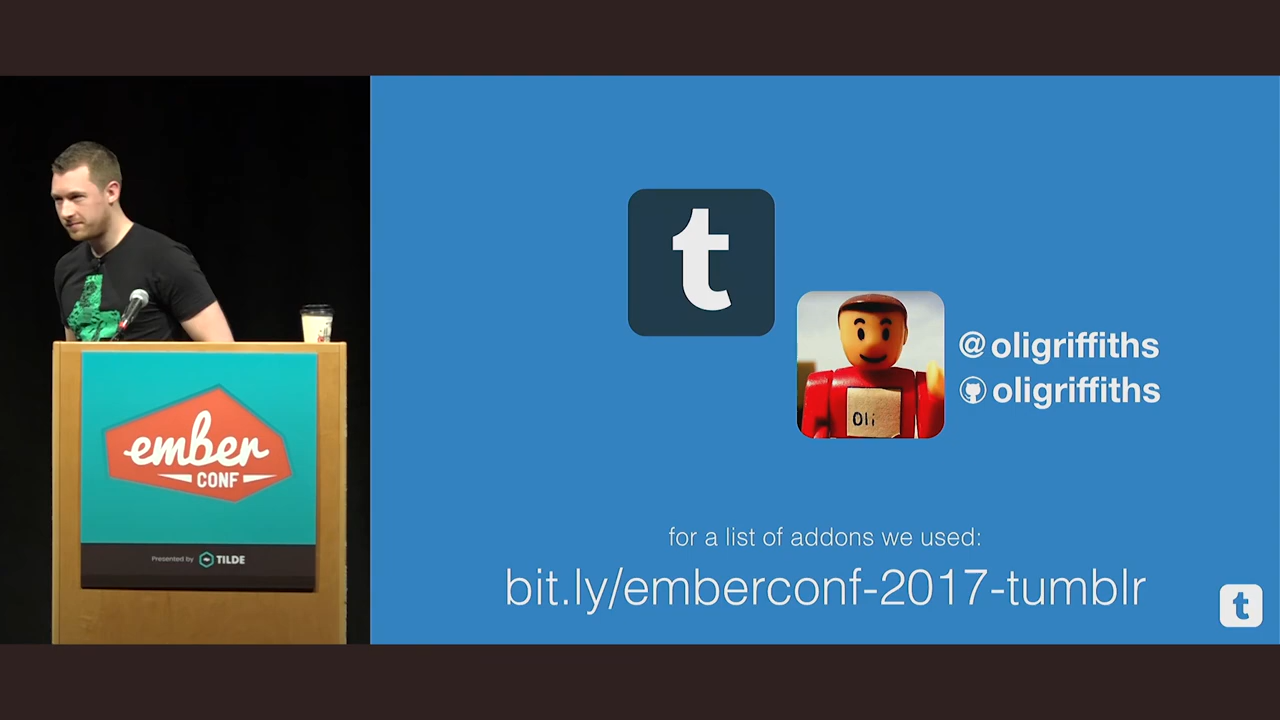 ember
CONF
Presented by TILDE
t
Oli
@oligriffiths
oligriffiths
for a list of addons we used:
bit.ly/emberconf-2017-tumblr
t